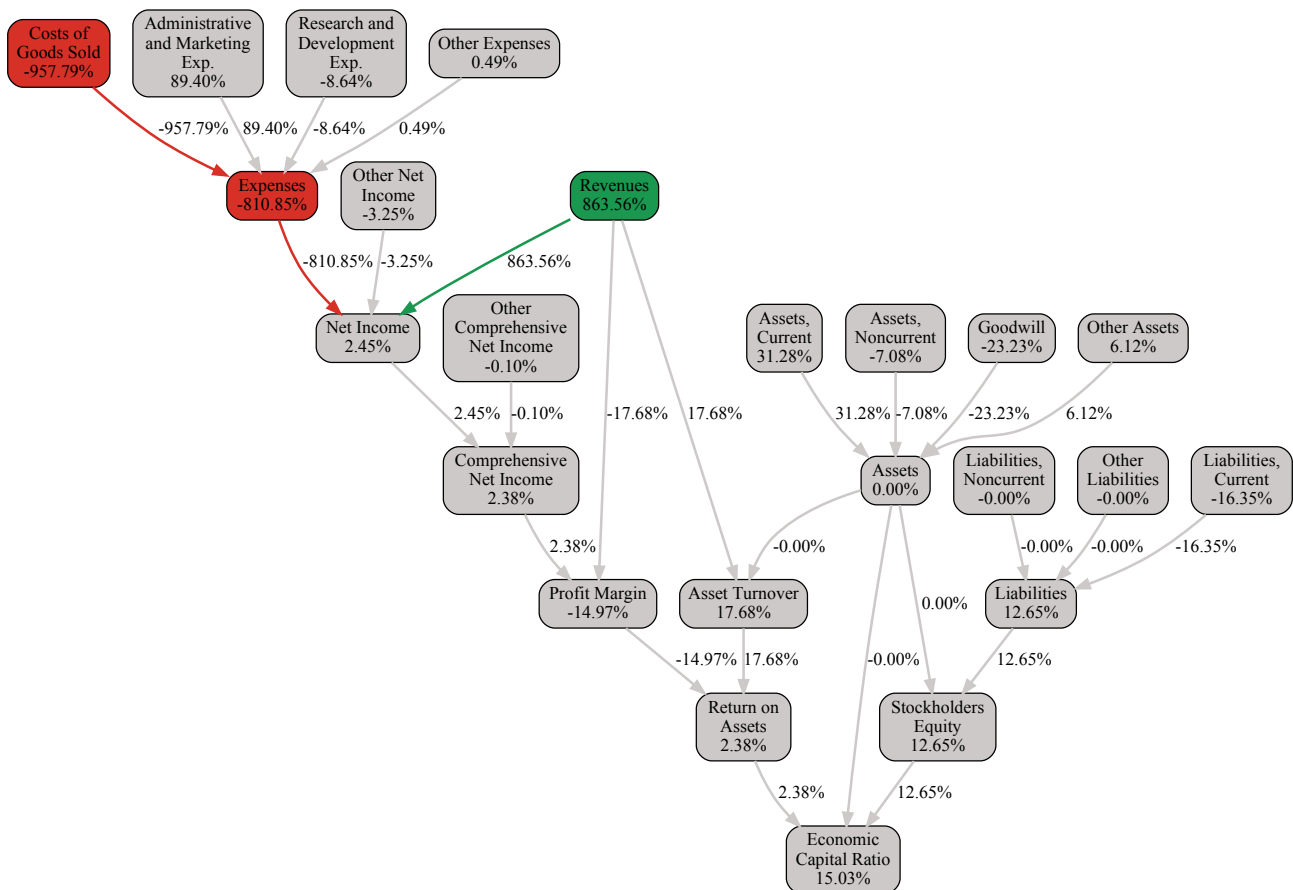 Costs of
Goods Sold
-957.79%
Administrative
and Marketing
Exp.
89.40%
Research and
Development
Exp.
-8.64%
Other Expenses
0.49%
-957.79%
89.40%
-8.64%
0.49%
Expenses
-810.85%
Other Net
Income
-3.25%
Revenues
863.56%
-810.85%
-3.25%
863.56%
Net Income
2.45%
Other
Comprehensive
Net Income
-0.10%
Assets,
Current
31.28%
Assets,
Noncurrent
-7.08%
Goodwill
-23.23%
Other Assets
6.12%
2.45%
-0.10%
-17.68%
17.68%
31.28%
-7.08%
-23.23%
6.12%
Comprehensive
Net Income
2.38%
Assets
0.00%
Liabilities,
Noncurrent
-0.00%
Other
Liabilities
-0.00%
Liabilities,
Current
-16.35%
2.38%
-0.00%
-0.00%
-0.00%
-16.35%
Profit Margin
-14.97%
Asset Turnover
17.68%
0.00%
Liabilities
12.65%
-14.97%
17.68%
-0.00%
12.65%
Return on
Assets
2.38%
Stockholders
Equity
12.65%
2.38%
12.65%
Economic
Capital Ratio
15.03%